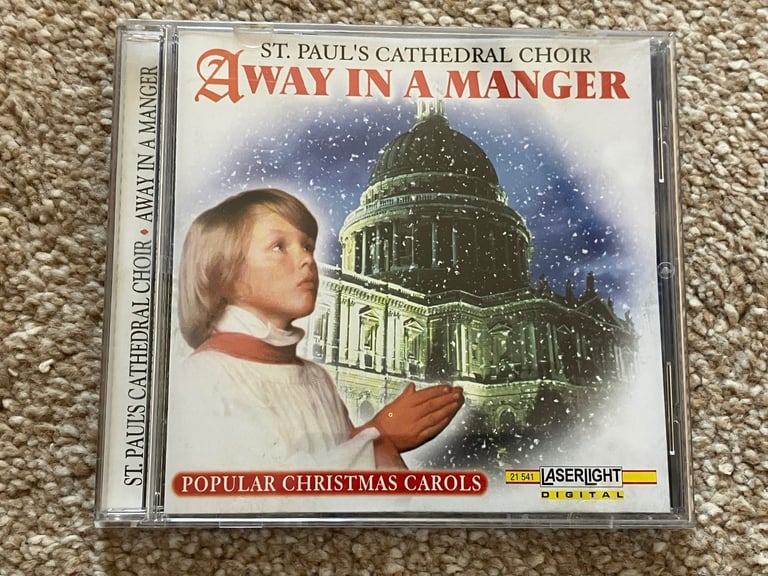 ST. PAUL'S CATHEDRAL CHOIR • AWAY IN A MANGER
ST. PAUL'S CATHEDRAL CHOIR
AWAY IN A MANGER
POPULAR CHRISTMAS CAROLS
21 541 LASERLIGHT
DIGITAL